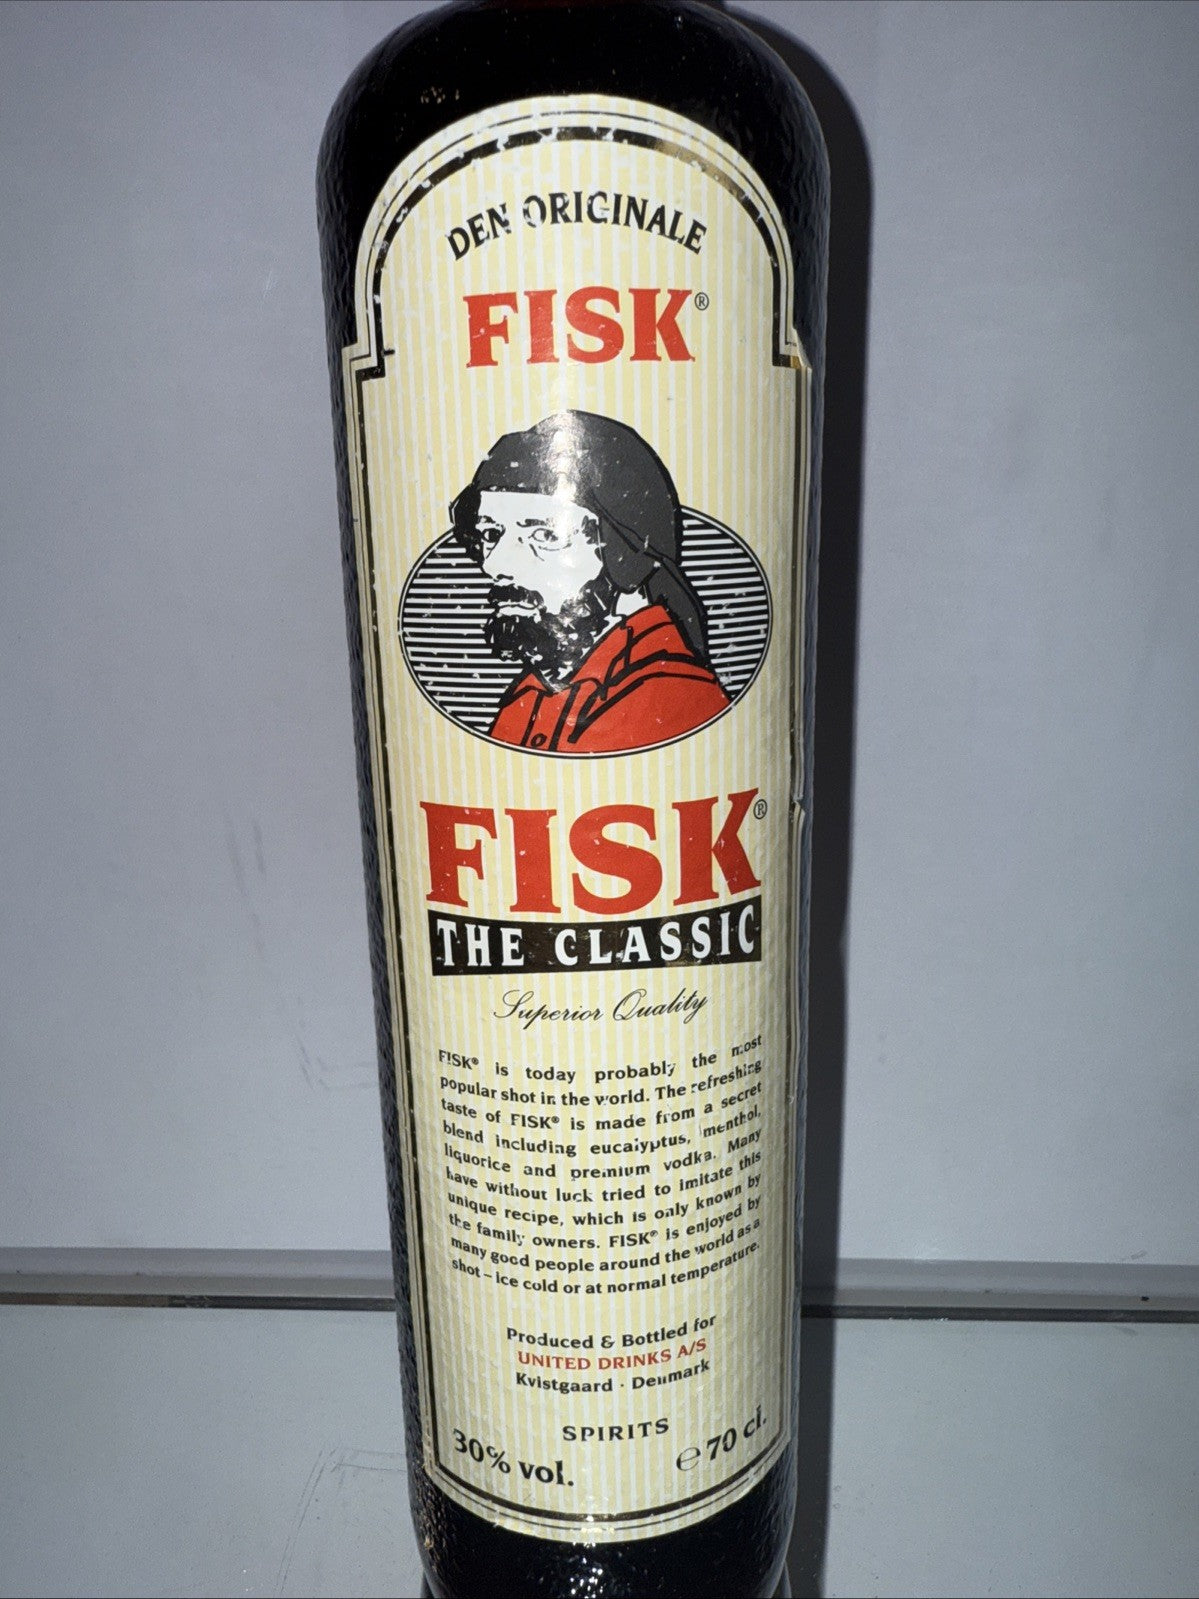 DEN ORIGINALE
FISK®
FISK®
THE CLASSIC
Superior Quality
FISK® is today probably the most
popular shot in the world. The refreshing
taste of FISK® is made from a secret
blend including eucalyptus, menthol,
liquorice and premium vodka. Many
have without luck tried to imitate this
unique recipe, which is only known by
the family owners. FISK® is enjoyed by
many good people around the world as a
shot – ice cold or at normal temperature.
Produced & Bottled for
UNITED DRINKS A/S
Kvistgaard · Denmark
SPIRITS
30% vol. ℮ 70 cl.